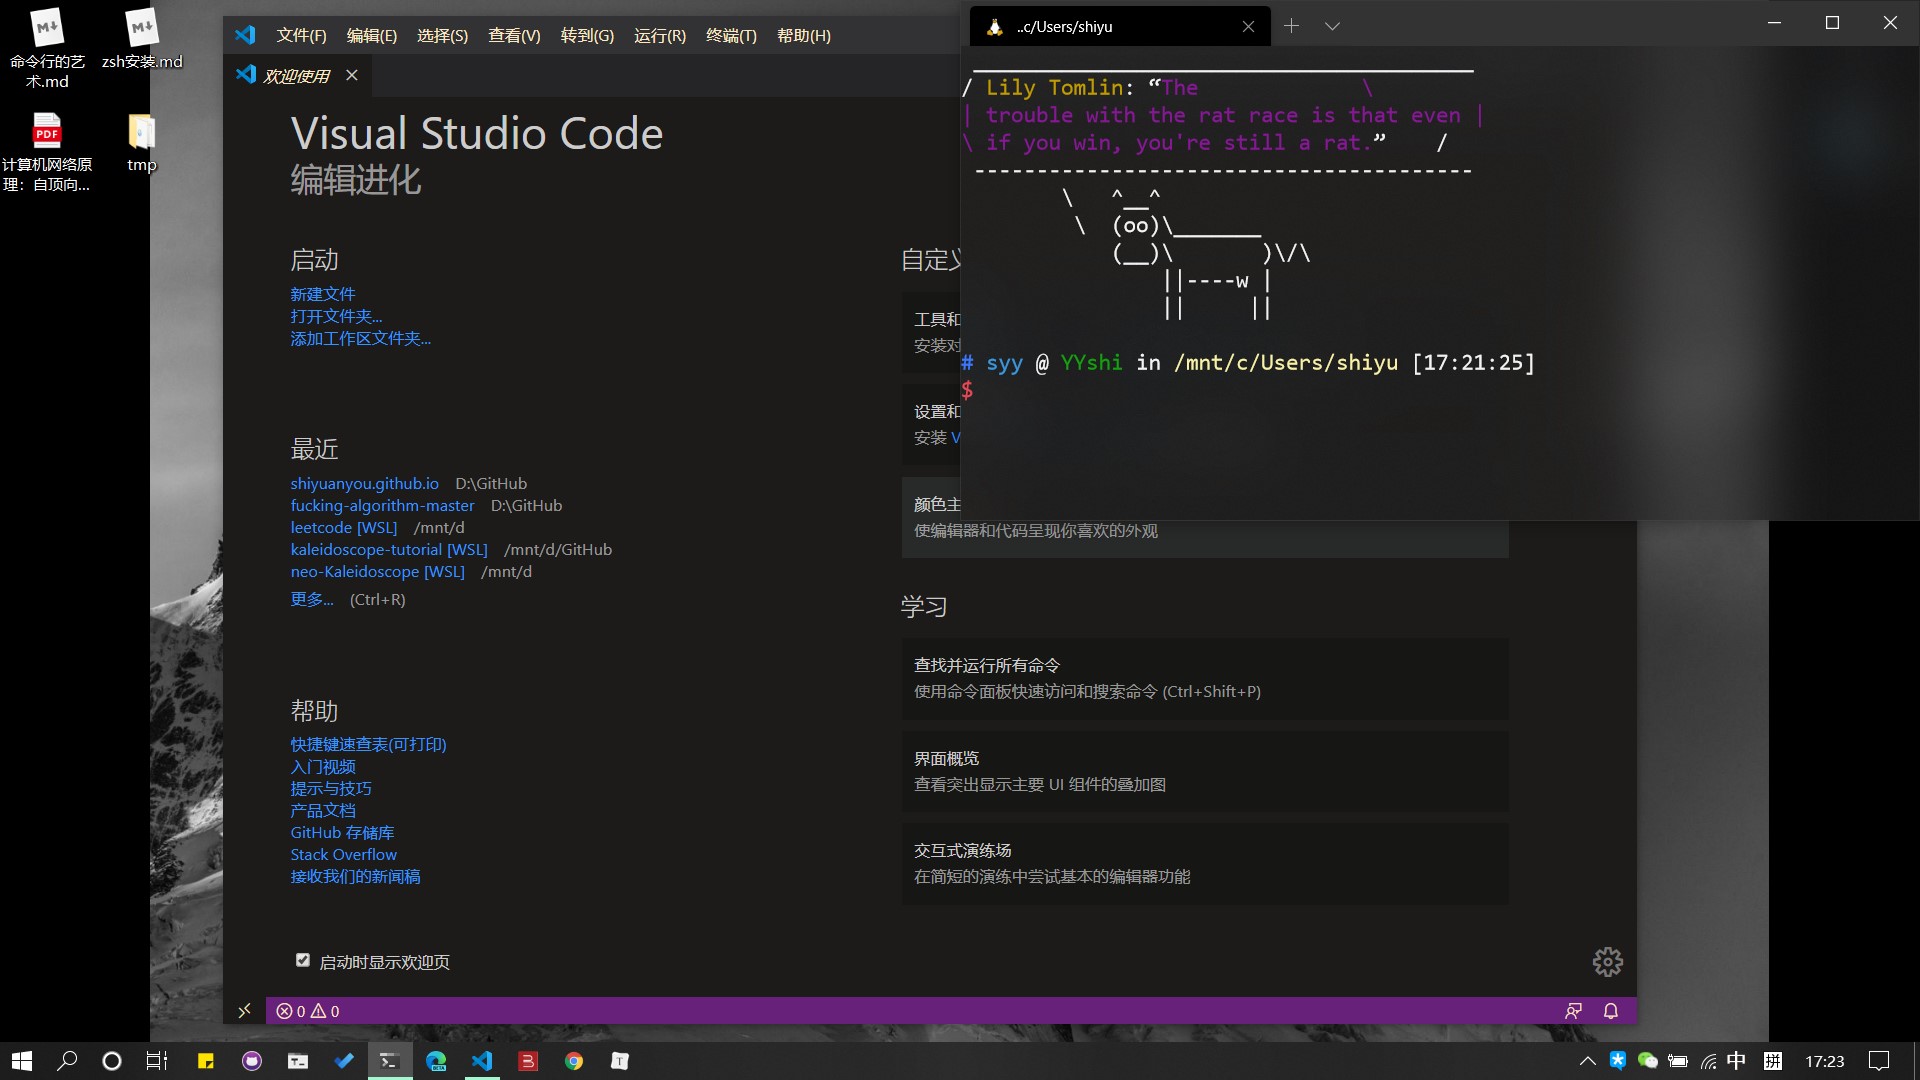 命令行的艺
术.md
zsh安装.md
计算机网络原
理：自顶向...
tmp
文件(F) 编辑(E) 选择(S) 查看(V) 转到(G) 运行(R) 终端(T) 帮助(H)
欢迎使用
Visual Studio Code
编辑进化
启动
新建文件
打开文件夹...
添加工作区文件夹...
最近
shiyuanyou.github.io D:\GitHub
fucking-algorithm-master D:\GitHub
leetcode [WSL] /mnt/d
kaleidoscope-tutorial [WSL] /mnt/d/GitHub
neo-Kaleidoscope [WSL] /mnt/d
更多... (Ctrl+R)
帮助
快捷键速查表(可打印)
入门视频
提示与技巧
产品文档
GitHub 存储库
Stack Overflow
接收我们的新闻稿
启动时显示欢迎页
自定义
工具和
安装对
设置和
安装 V
颜色主
使编辑器和代码呈现你喜欢的外观
学习
查找并运行所有命令
使用命令面板快速访问和搜索命令 (Ctrl+Shift+P)
界面概览
查看突出显示主要 UI 组件的叠加图
交互式演练场
在简短的演练中尝试基本的编辑器功能
0 0
..c/Users/shiyu
 _________________________________________
/ Lily Tomlin: “The             \
| trouble with the rat race is that even |
\ if you win, you're still a rat.”    /
 ----------------------------------------
        \   ^__^
         \  (oo)\_______
            (__)\       )\/\
                ||----w |
                ||     ||
# syy @ YYshi in /mnt/c/Users/shiyu [17:21:25]
$
PDF
BETA
B
T
中
拼
17:23